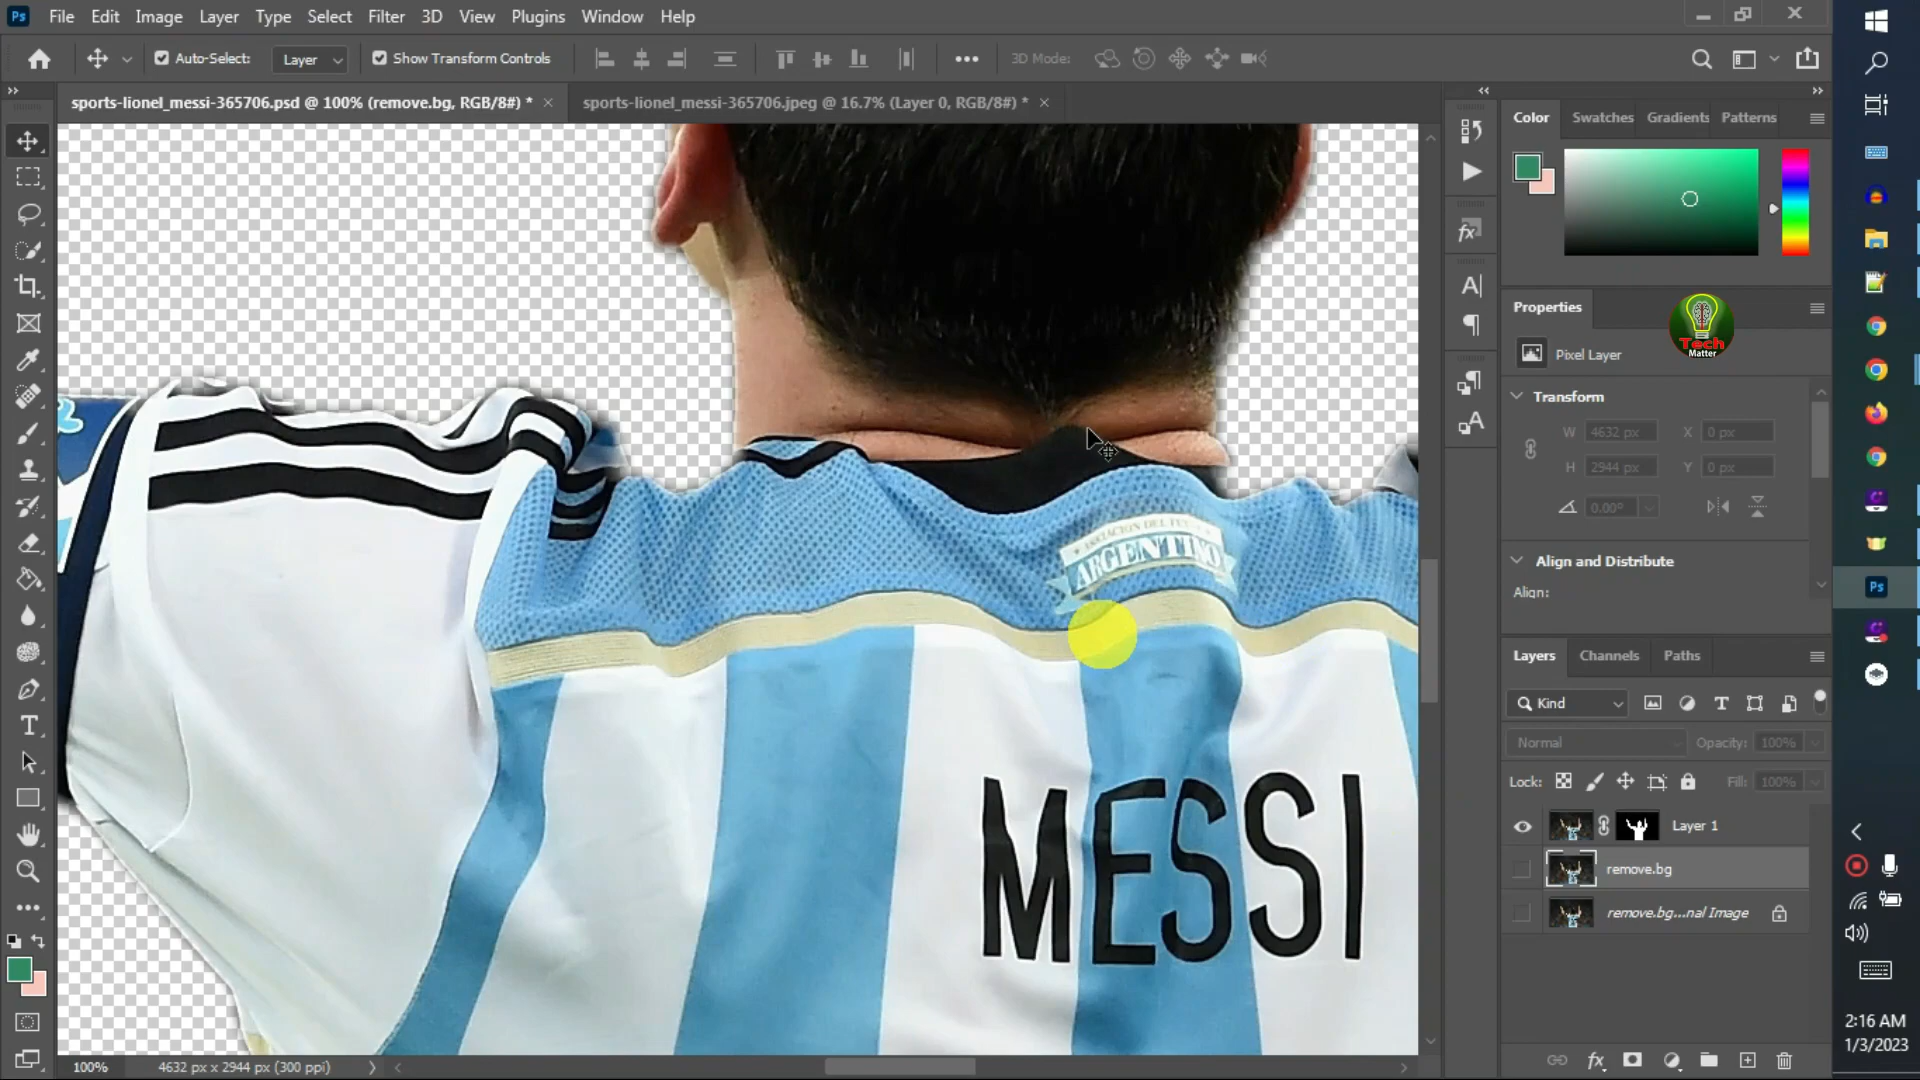 Ps File Edit Image Layer Type Select Filter 3D View Plugins Window Help
Auto-Select: Layer Show Transform Controls 3D Mode:
sports-lionel_messi-365706.psd @ 100% (remove.bg, RGB/8#) * sports-lionel_messi-365706.jpeg @ 16.7% (Layer 0, RGB/8#) *
Color Swatches Gradients Patterns
Properties
Tech
Matter
Pixel Layer
Transform
W 4632 px X 0 px
H 2944 px Y 0 px
0.00°
Align and Distribute
Align:
ARGENTINO
MESSI
Layers Channels Paths
Kind
Normal Opacity: 100%
Lock: Fill: 100%
Layer 1
remove.bg
remove.bg...nal Image
100% 4632 px x 2944 px (300 ppi)
2:16 AM
1/3/2023